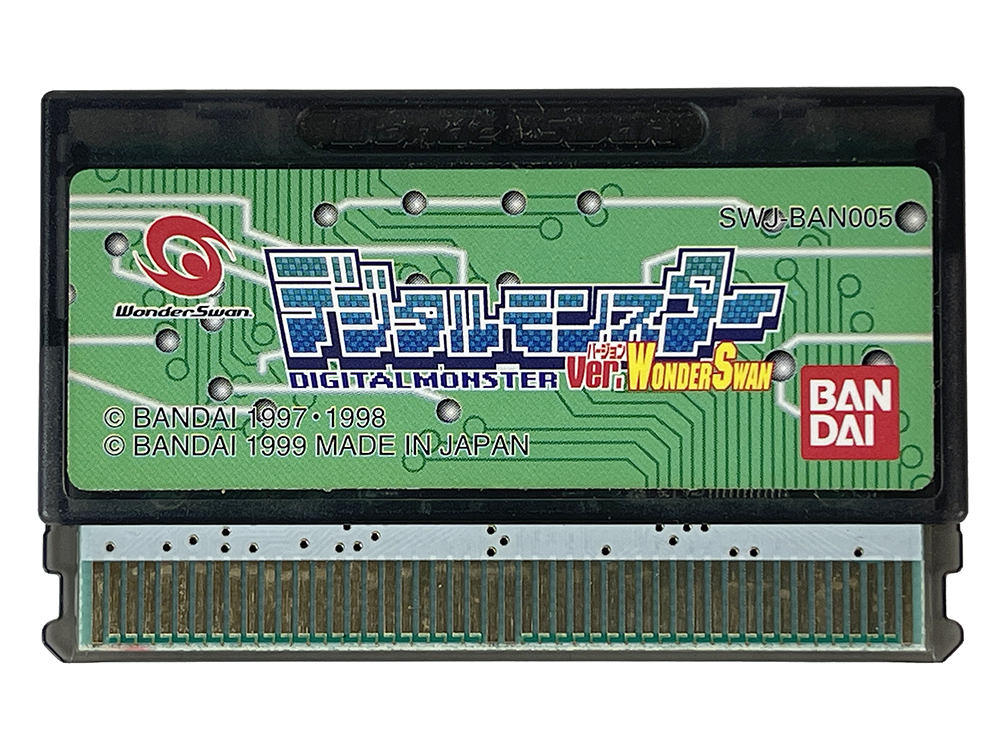 WonderSwan
SWJ-BAN005
WonderSwan.
デジタルモンスター
DIGITALMONSTER
バージョン
Ver. WONDERSWAN
BAN
DAI
© BANDAI 1997・1998
© BANDAI 1999 MADE IN JAPAN